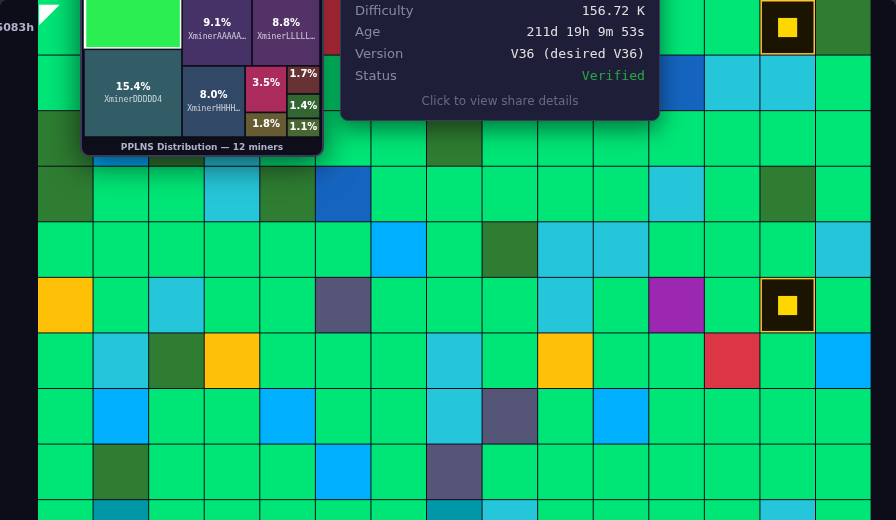 5083h
9.1%
XminerAAAAA…
8.8%
XminerLLLLL…
15.4%
XminerDDDDD4
8.0%
XminerHHHH…
3.5%
1.7%
1.4%
1.8%
1.1%
PPLNS Distribution — 12 miners
Difficulty 156.72 K
Age 211d 19h 9m 53s
Version V36 (desired V36)
Status Verified
Click to view share details